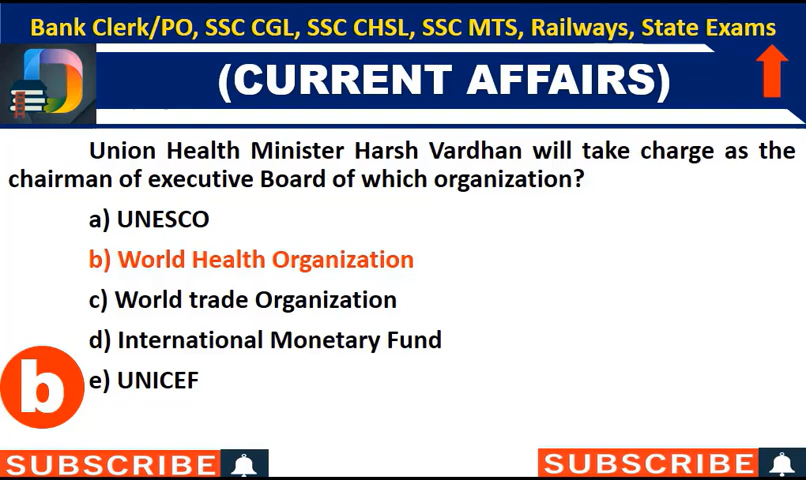 Bank Clerk/PO, SSC CGL, SSC CHSL, SSC MTS, Railways, State Exams
(CURRENT AFFAIRS)
Union Health Minister Harsh Vardhan will take charge as the
chairman of executive Board of which organization?
a) UNESCO
b) World Health Organization
c) World trade Organization
d) International Monetary Fund
e) UNICEF
b
SUBSCRIBE
SUBSCRIBE